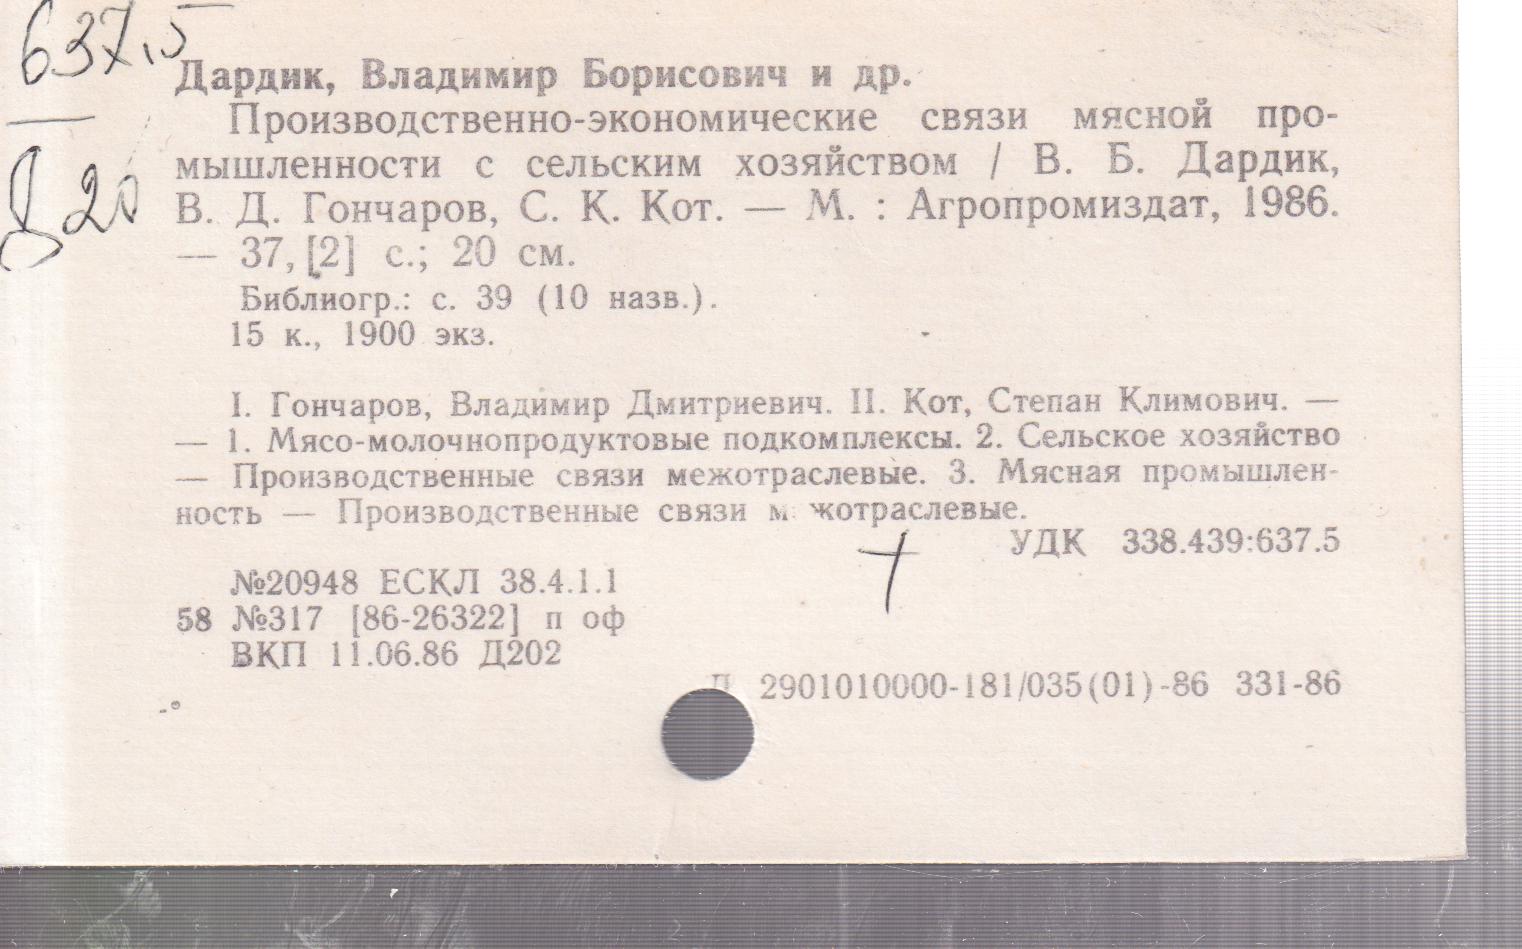 637,5
Д20
Дардик, Владимир Борисович и др.
Производственно-экономические связи мясной про-
мышленности с сельским хозяйством / В. Б. Дардик,
В. Д. Гончаров, С. К. Кот. — М. : Агропромиздат, 1986.
— 37, [2] с.; 20 см.
Библиогр.: с. 39 (10 назв.).
15 к., 1900 экз.
I. Гончаров, Владимир Дмитриевич. II. Кот, Степан Климович. —
— 1. Мясо-молочнопродуктовые подкомплексы. 2. Сельское хозяйство
— Производственные связи межотраслевые. 3. Мясная промышлен-
ность — Производственные связи м жотраслевые.
УДК 338.439:637.5
№20948 ЕСКЛ 38.4.1.1
58 №317 [86-26322] п оф
ВКП 11.06.86 Д202
2901010000-181/035(01)-86 331-86